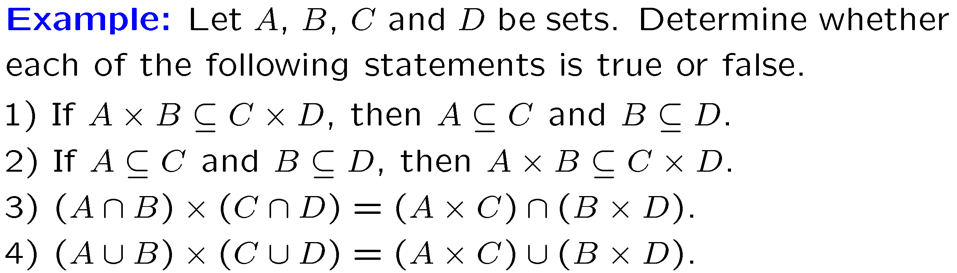 Example: Let A, B, C and D be sets. Determine whether
each of the following statements is true or false.
1) If A × B ⊆ C × D, then A ⊆ C and B ⊆ D.
2) If A ⊆ C and B ⊆ D, then A × B ⊆ C × D.
3) (A ∩ B) × (C ∩ D) = (A × C) ∩ (B × D).
4) (A ∪ B) × (C ∪ D) = (A × C) ∪ (B × D).